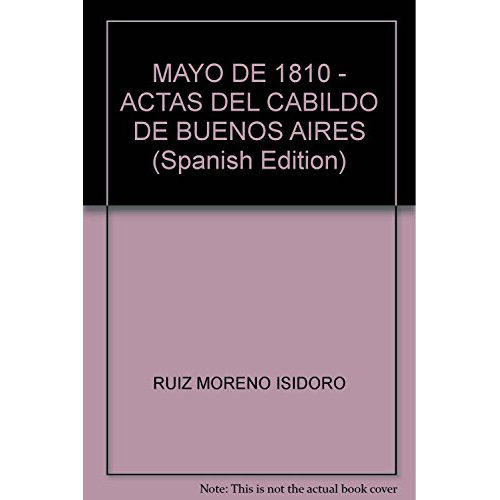 MAYO DE 1810 -
ACTAS DEL CABILDO
DE BUENOS AIRES
(Spanish Edition)
RUIZ MORENO ISIDORO
Note: This is not the actual book cover